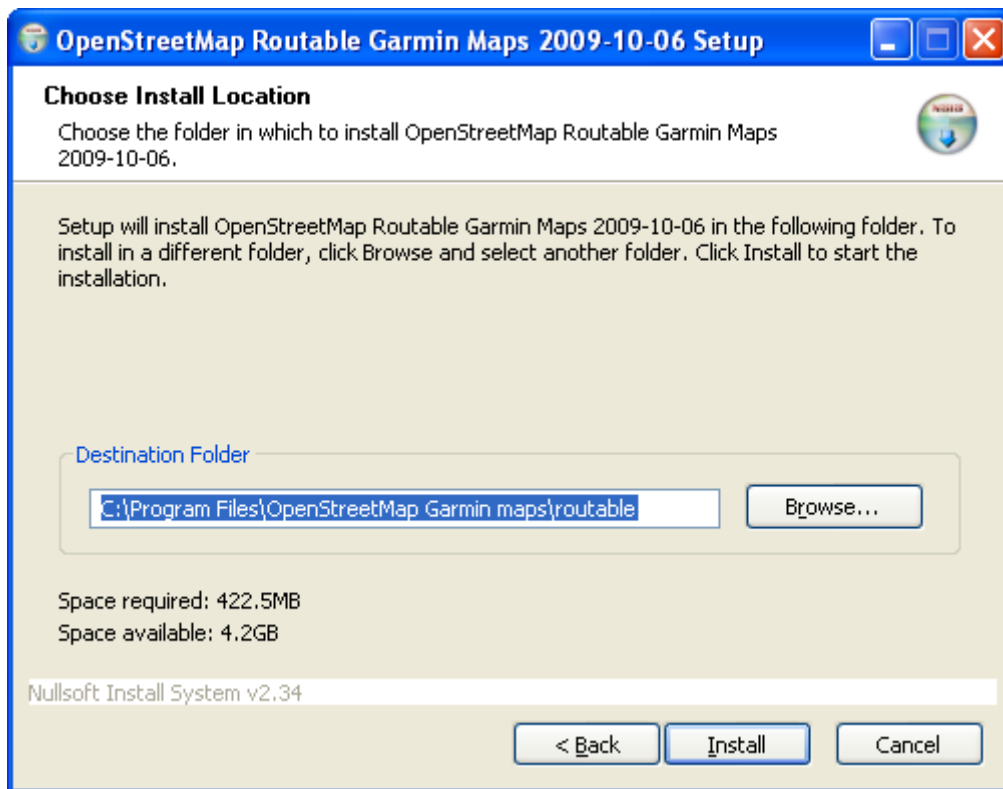 OpenStreetMap Routable Garmin Maps 2009-10-06 Setup
Choose Install Location
Choose the folder in which to install OpenStreetMap Routable Garmin Maps
2009-10-06.
Setup will install OpenStreetMap Routable Garmin Maps 2009-10-06 in the following folder. To
install in a different folder, click Browse and select another folder. Click Install to start the
installation.
Destination Folder
C:\Program Files\OpenStreetMap Garmin maps\routable
Browse...
Space required: 422.5MB
Space available: 4.2GB
Nullsoft Install System v2.34
< Back
Install
Cancel